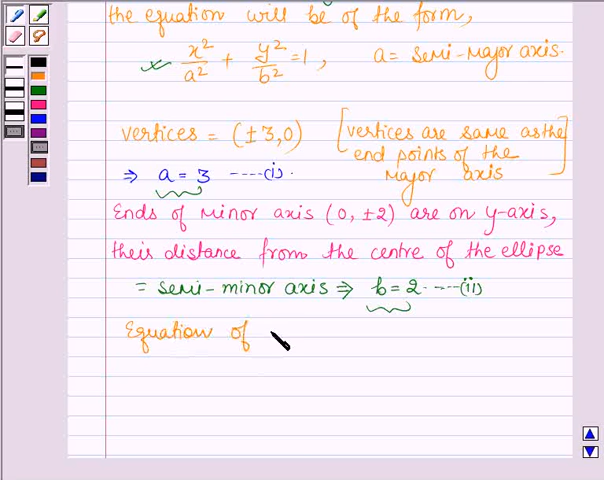 the equation will be of the form,
x²/a² + y²/b² = 1, a = semi-major axis.
vertices = (±3,0) [vertices are same as the end points of the major axis]
⇒ a = 3 ----(i).
Ends of minor axis (0, ±2) are on y-axis,
their distance from the centre of the ellipse
= semi-minor axis ⇒ b = 2. ----(ii)
Equation of